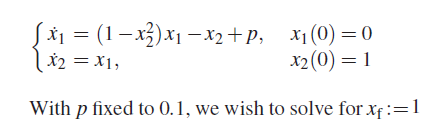 ẋ₁ = (1−x₂²)x₁−x₂+p, x₁(0) = 0
ẋ₂ = x₁, x₂(0) = 1
With p fixed to 0.1, we wish to solve for x_f := 1